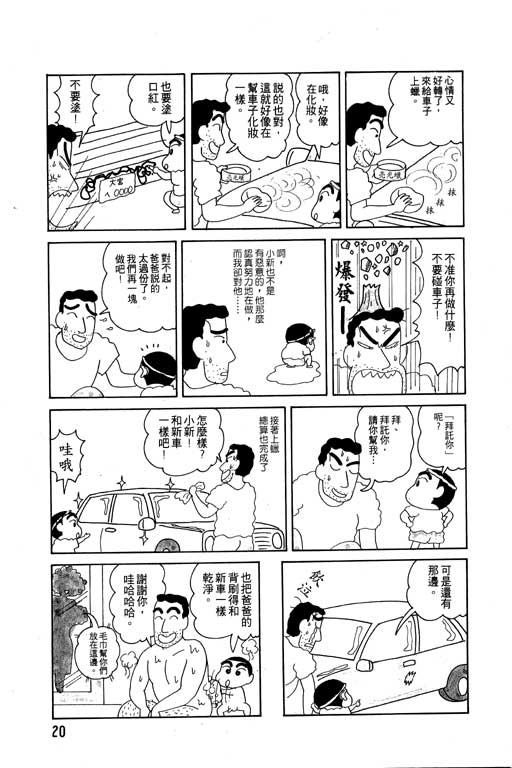 心情又
好轉了，
來給車子
上蠟。
亮光蠟
抹
抹
抹
哦，好像
在化妝。
說的也對，
這就好像在
幫車子化妝
一樣。
亮光蠟
也要塗
口紅。
不要塗！
大宮
不准你再做什麼！
不要碰車子！
爆發！
啊，
小新也不是
有惡意的，他那麼
認真努力地在做，
而我卻對他……
對不起，
爸爸說的
太過份了。
我們再一塊
做吧！
「拜託你」
呢？
拜、
拜託你，
請你幫我…
接著上蠟
總算也完成了
怎麼樣？
小新！
和新車
一樣吧！
哇哦
可是還有
那邊。
飲泣
也把爸爸的
背刷得和
新車一樣
乾淨。
謝謝你，
哇哈哈哈。
毛巾幫你們
放在這邊。
20